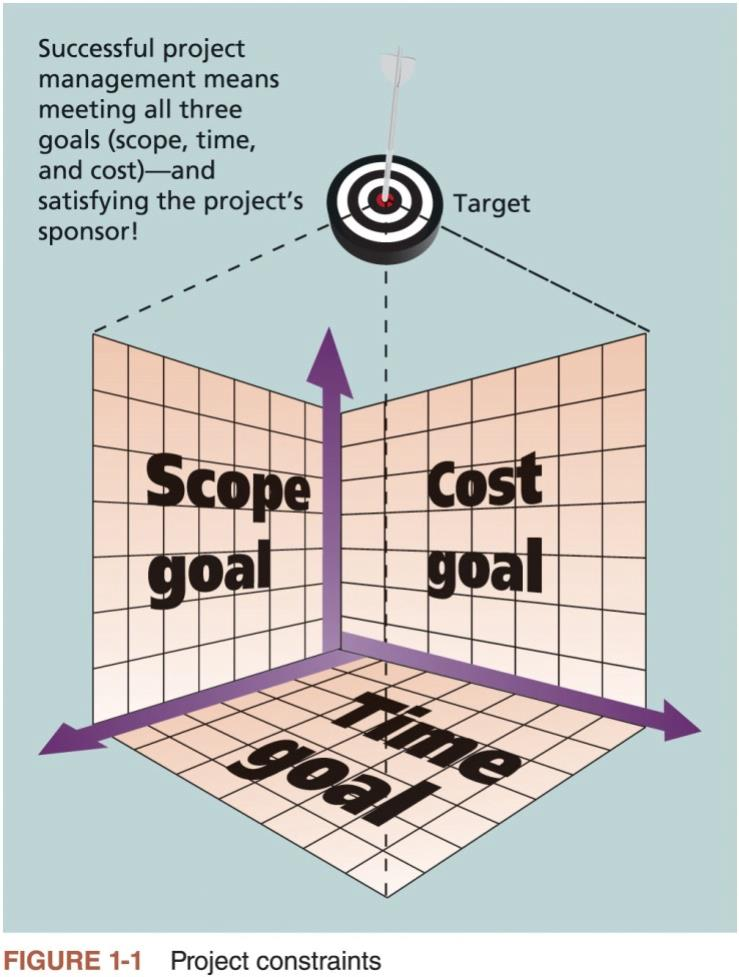 Successful project
management means
meeting all three
goals (scope, time,
and cost)—and
satisfying the project's
sponsor!
Target
Scope
goal
Cost
goal
Time
goal
FIGURE 1-1 Project constraints